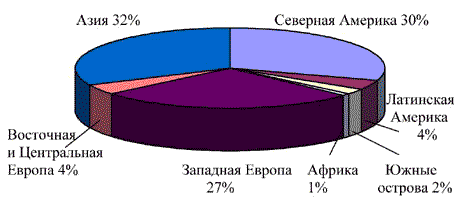 Азия 32%
Северная Америка 30%
Латинская
Америка
4%
Южные
острова 2%
Африка
1%
Западная Европа
27%
Восточная
и Центральная
Европа 4%